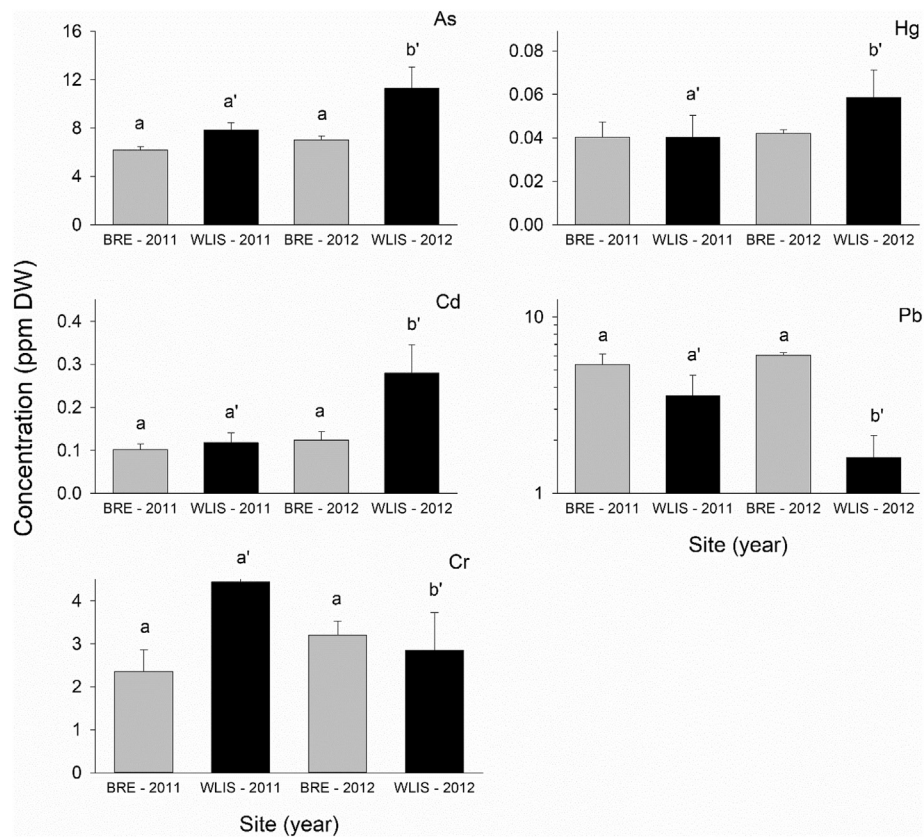 As
16
12
8
4
0
a
a'
a
b'
BRE - 2011
WLIS - 2011
BRE - 2012
WLIS - 2012
Hg
0.08
0.06
0.04
0.02
0.00
a'
b'
BRE - 2011
WLIS - 2011
BRE - 2012
WLIS - 2012
Concentration (ppm DW)
Cd
0.4
0.3
0.2
0.1
0.0
a
a'
a
b'
BRE - 2011
WLIS - 2011
BRE - 2012
WLIS - 2012
Pb
10
1
a
a'
a
b'
BRE - 2011
WLIS - 2011
BRE - 2012
WLIS - 2012
Site (year)
Cr
4
3
2
1
0
a
a'
a
b'
BRE - 2011
WLIS - 2011
BRE - 2012
WLIS - 2012
Site (year)